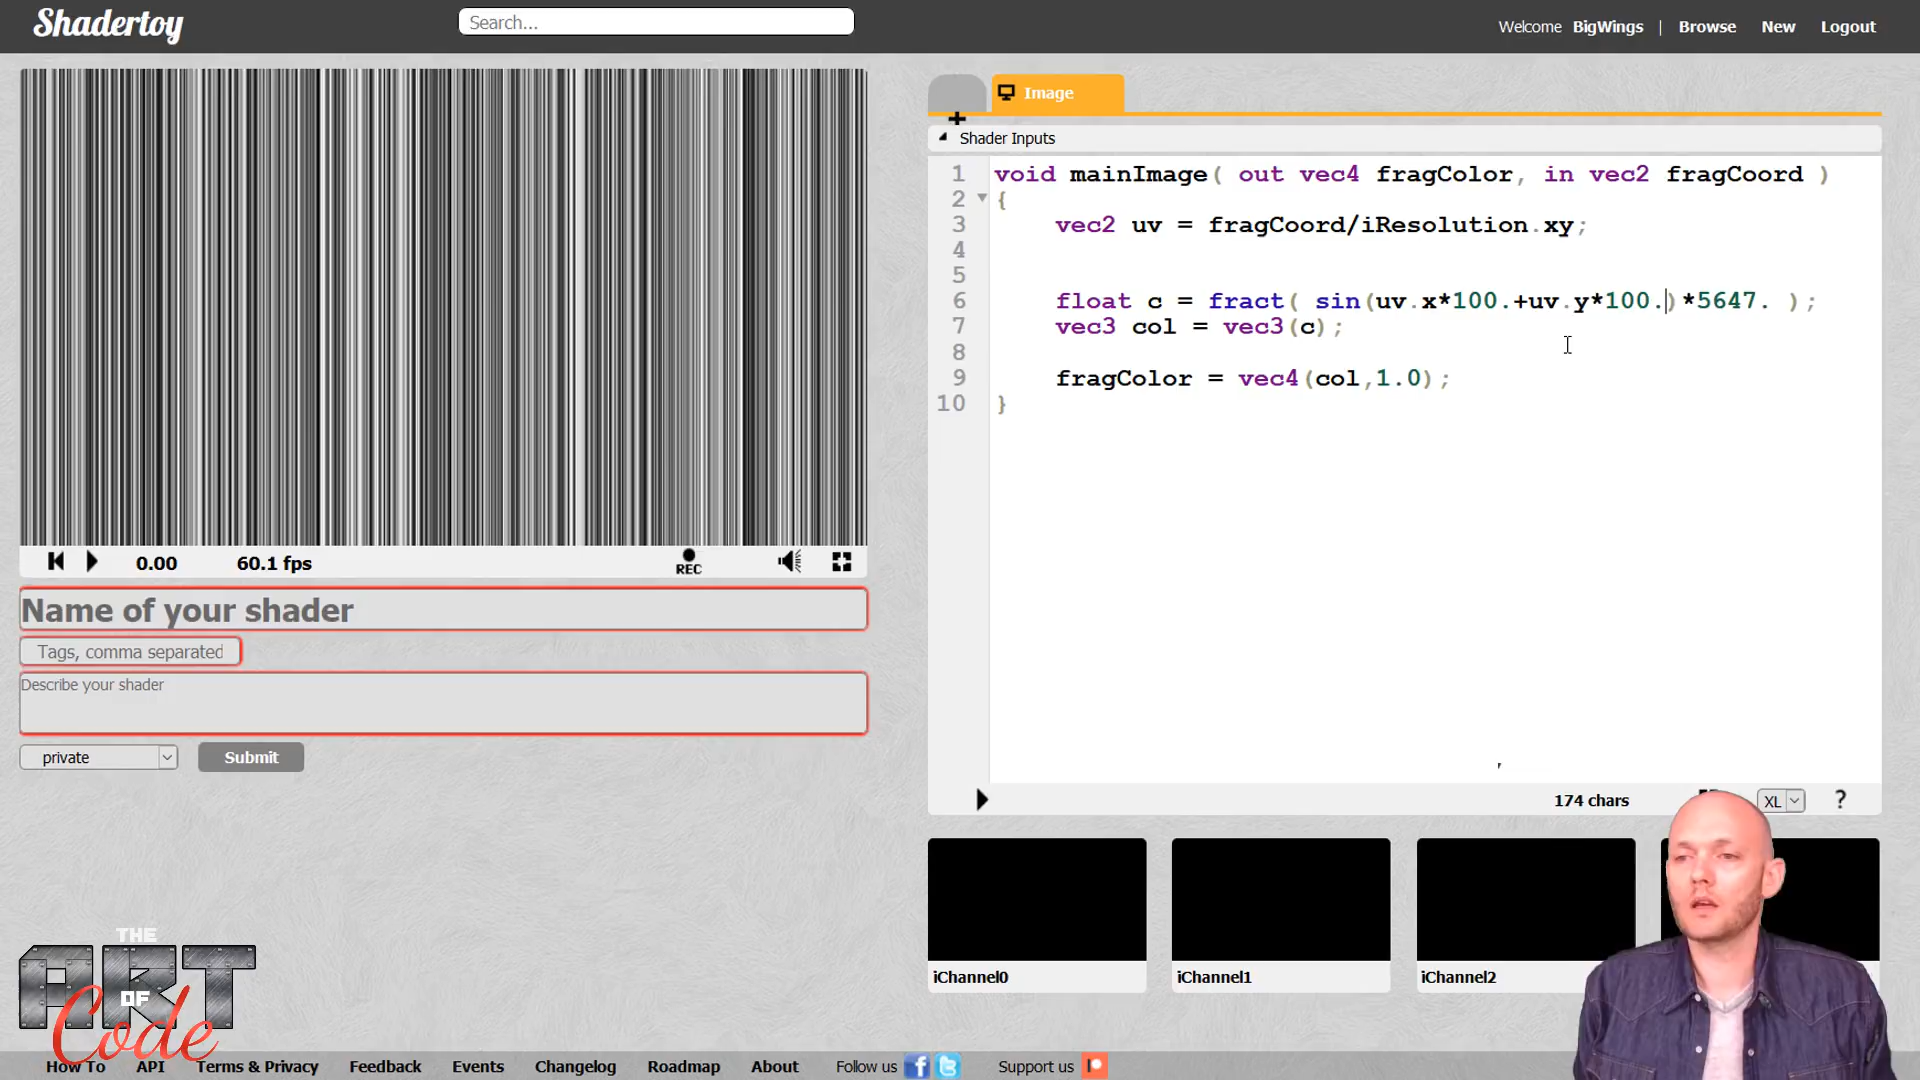 Shadertoy
Search...
Welcome BigWings | Browse New Logout
Image
+
Shader Inputs
1 void mainImage( out vec4 fragColor, in vec2 fragCoord )
2 {
3 vec2 uv = fragCoord/iResolution.xy;
4
5
6 float c = fract( sin(uv.x*100.+uv.y*100.)*5647. );
7 vec3 col = vec3(c);
8
9 fragColor = vec4(col,1.0);
10 }
0.00 60.1 fps REC
Name of your shader
Tags, comma separated
Describe your shader
private Submit
174 chars XL ?
iChannel0 iChannel1 iChannel2
THE
ART
OF
Code
How To API Terms & Privacy Feedback Events Changelog Roadmap About Follow us Support us